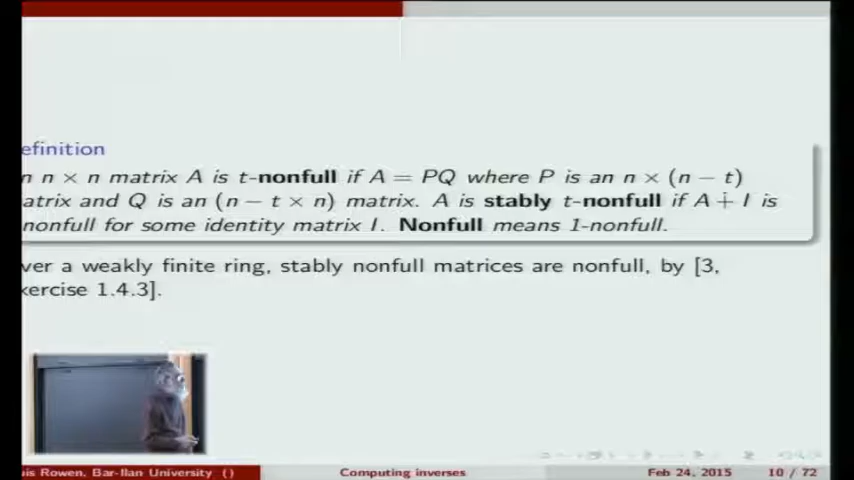 efinition
n n × n matrix A is t-nonfull if A = PQ where P is an n × (n − t)
atrix and Q is an (n − t × n) matrix. A is stably t-nonfull if A ∔ I is
nonfull for some identity matrix I. Nonfull means 1-nonfull.
ver a weakly finite ring, stably nonfull matrices are nonfull, by [3,
xercise 1.4.3].
is Rowen, Bar-Ilan University () Computing inverses Feb 24, 2015 10 / 72